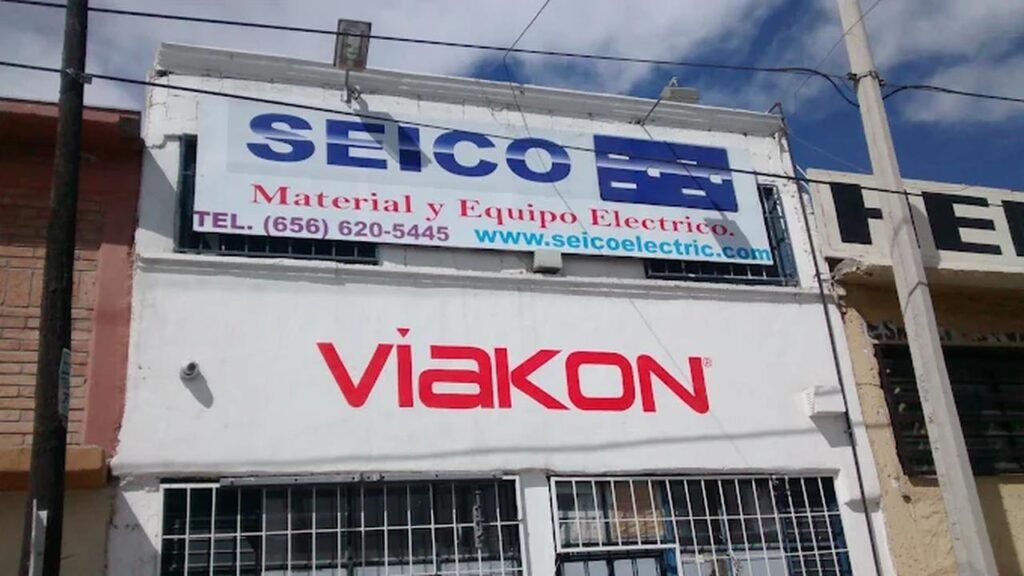 SEICO
Material y Equipo Electrico.
TEL. (656) 620-5445 www.seicoelectric.com
VIAKON®